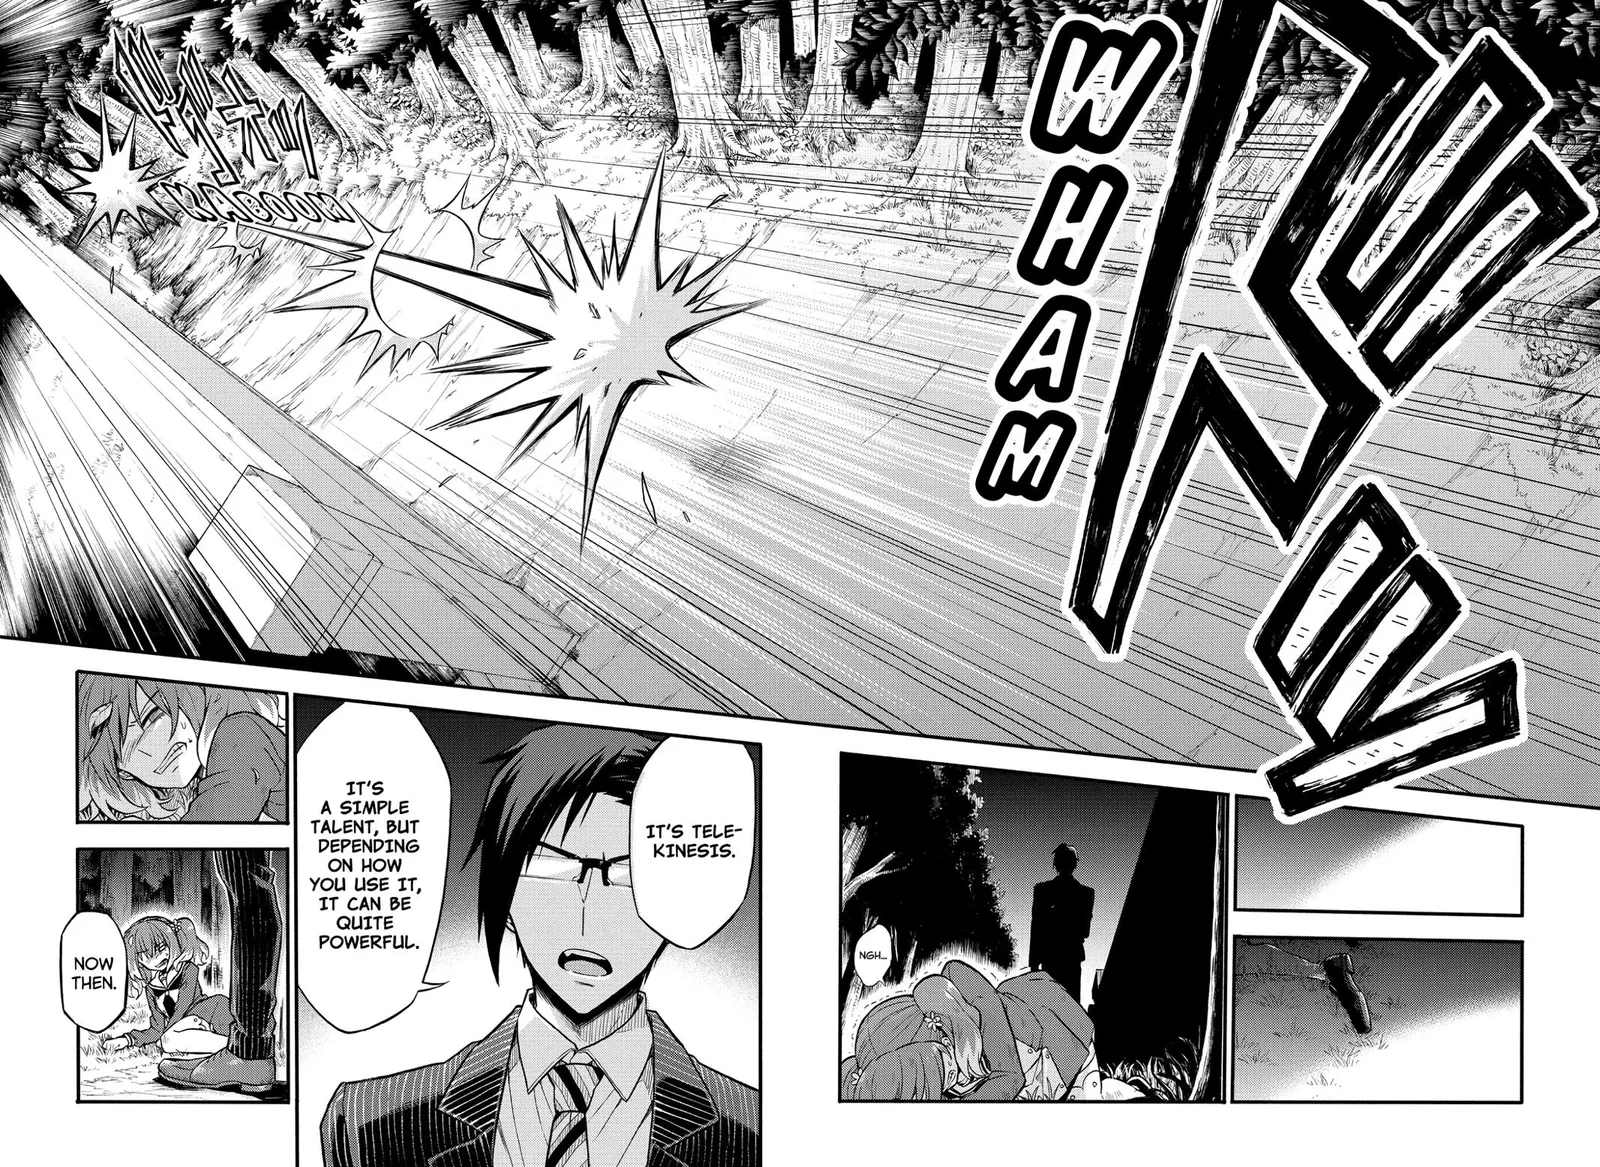 WHAM
KABOOM
NGH...
IT'S TELE-
KINESIS.
IT'S
A SIMPLE
TALENT, BUT
DEPENDING
ON HOW
YOU USE IT,
IT CAN BE
QUITE
POWERFUL.
NOW
THEN.